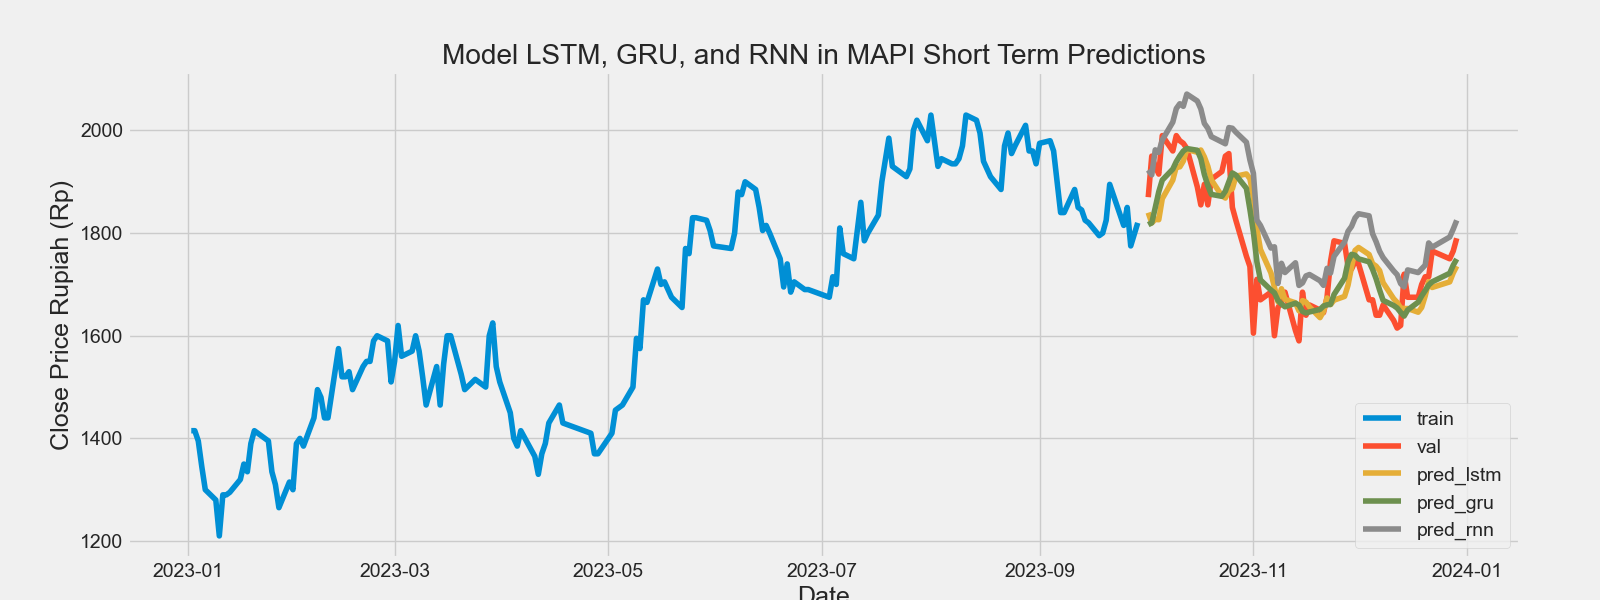 Model LSTM, GRU, and RNN in MAPI Short Term Predictions
Close Price Rupiah (Rp)
2000
1800
1600
1400
1200
train
val
pred_lstm
pred_gru
pred_rnn
2023-01
2023-03
2023-05
2023-07
2023-09
2023-11
2024-01
Date